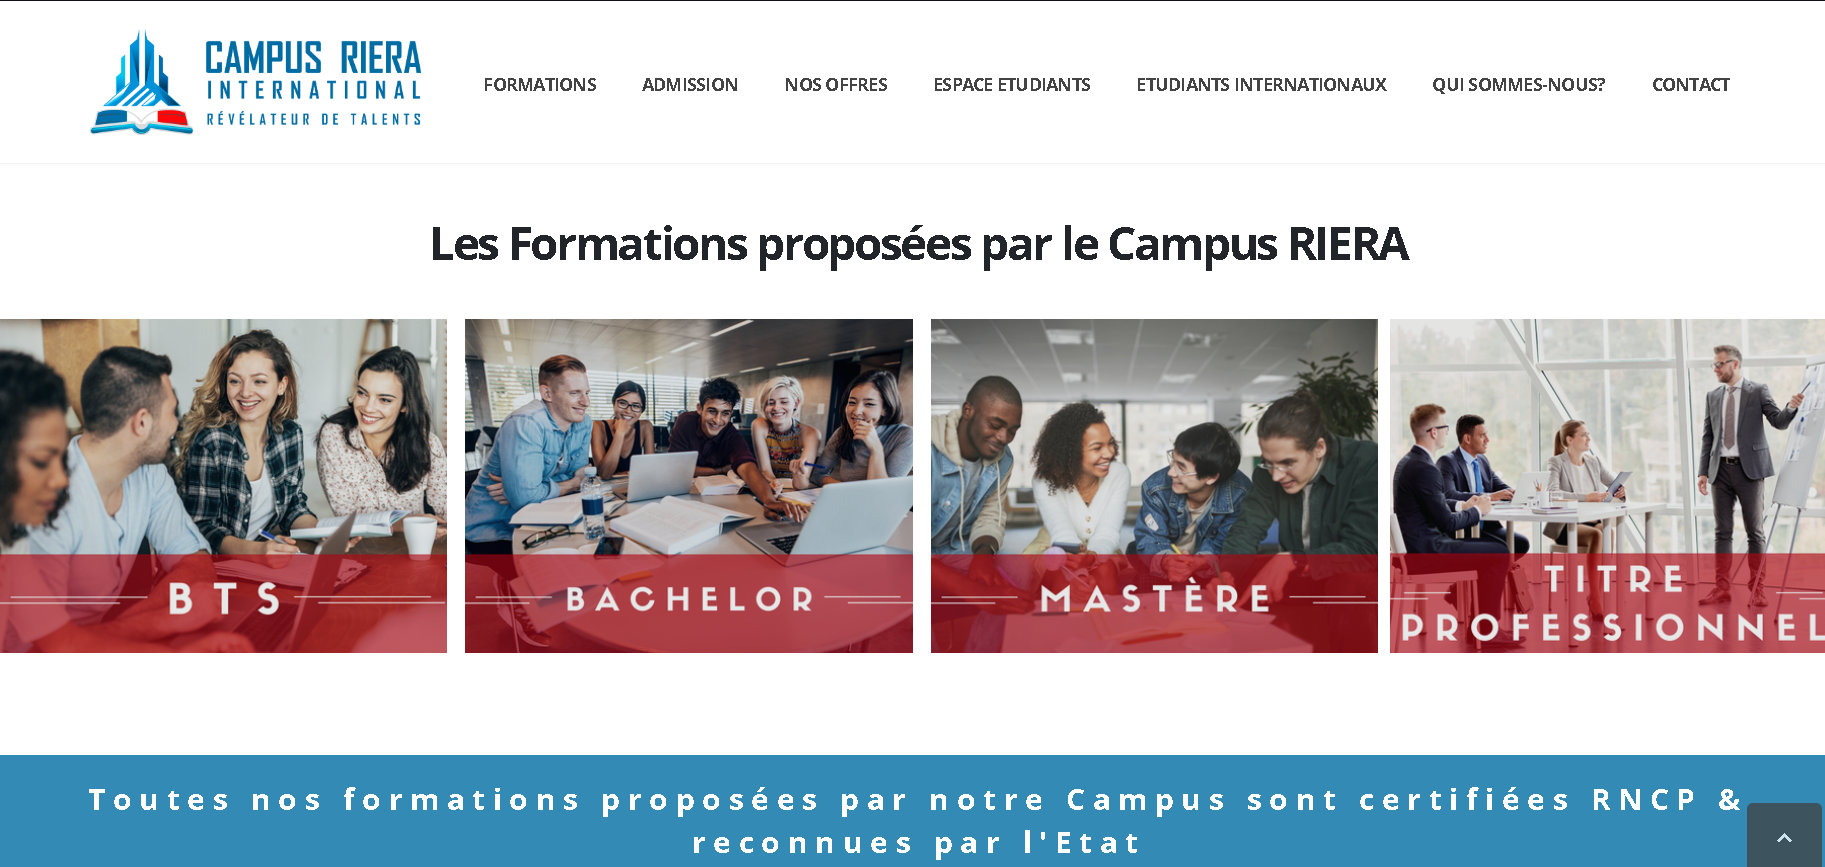 CAMPUS RIERA
INTERNATIONAL
RÉVÉLATEUR DE TALENTS
FORMATIONS ADMISSION NOS OFFRES ESPACE ETUDIANTS ETUDIANTS INTERNATIONAUX QUI SOMMES-NOUS? CONTACT
Les Formations proposées par le Campus RIERA
BTS
BACHELOR
MASTÈRE
TITRE
PROFESSIONNEL
Toutes nos formations proposées par notre Campus sont certifiées RNCP &
reconnues par l'Etat